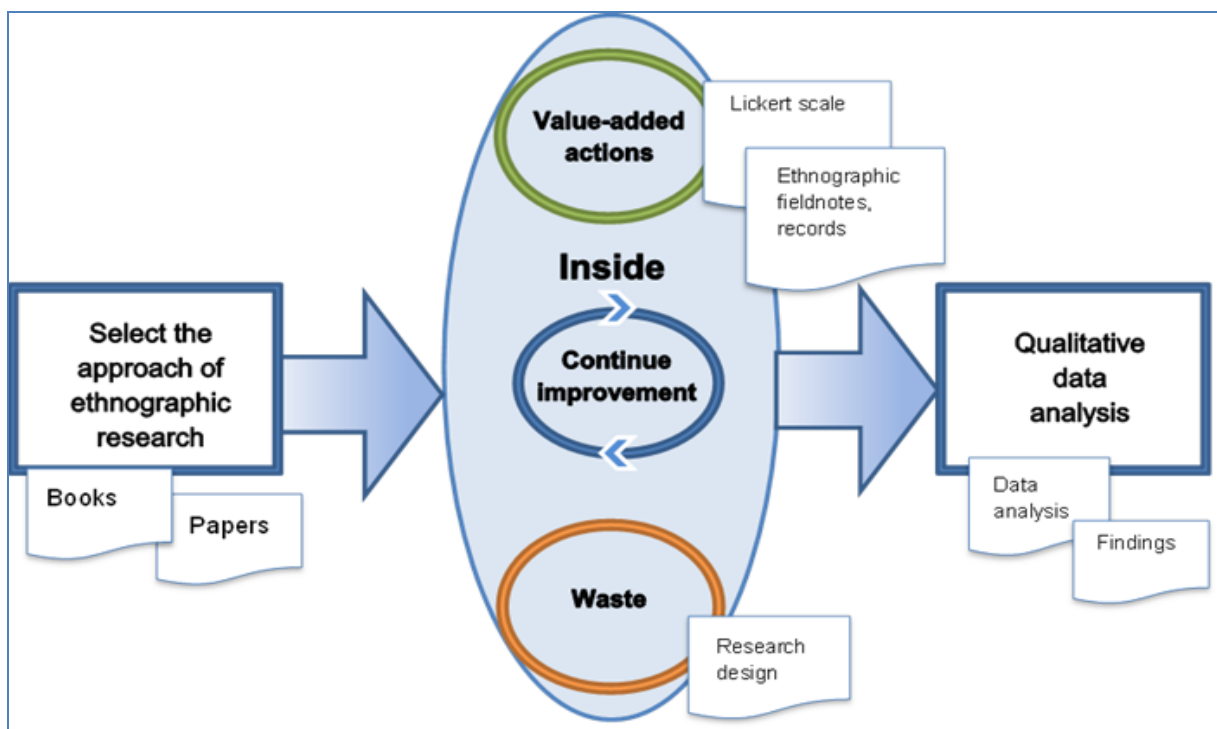 Select the
approach of
ethnographic
research
Books
Papers
Value-added
actions
Lickert scale
Ethnographic
fieldnotes,
records
Inside
Continue
improvement
Waste
Research
design
Qualitative
data
analysis
Data
analysis
Findings